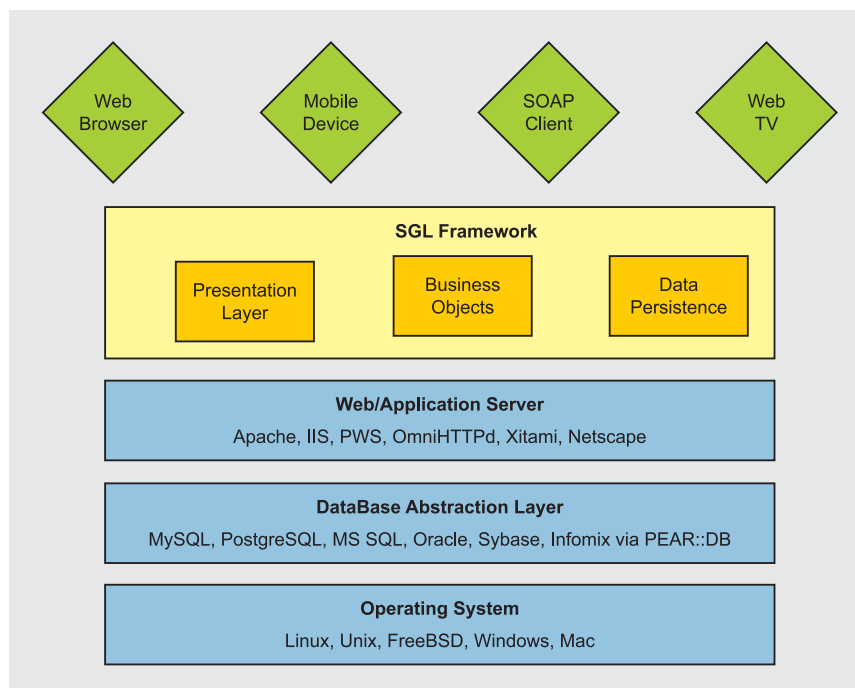 Web
Browser
Mobile
Device
SOAP
Client
Web
TV
SGL Framework
Presentation
Layer
Business
Objects
Data
Persistence
Web/Application Server
Apache, IIS, PWS, OmniHTTPd, Xitami, Netscape
DataBase Abstraction Layer
MySQL, PostgreSQL, MS SQL, Oracle, Sybase, Infomix via PEAR::DB
Operating System
Linux, Unix, FreeBSD, Windows, Mac